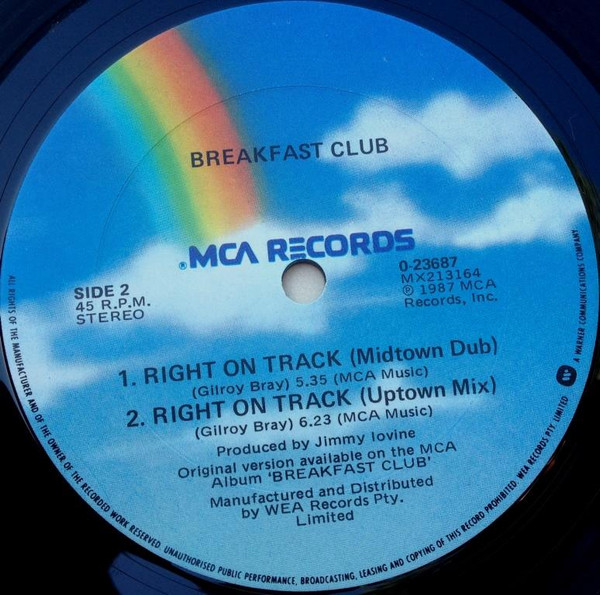 BREAKFAST CLUB
® MCA RECORDS
SIDE 2
45 R.P.M.
STEREO
0-23687
MX213164
℗ 1987 MCA
Records, Inc.
1. RIGHT ON TRACK (Midtown Dub)
(Gilroy Bray) 5.35 (MCA Music)
2. RIGHT ON TRACK (Uptown Mix)
(Gilroy Bray) 6.23 (MCA Music)
Produced by Jimmy Iovine
Original version available on the MCA
Album 'BREAKFAST CLUB'
Manufactured and Distributed
by WEA Records Pty.
Limited
ALL RIGHTS OF THE MANUFACTURER AND OF THE OWNER OF THE RECORDED WORK RESERVED. UNAUTHORISED PUBLIC PERFORMANCE, BROADCASTING, LEASING AND COPYING OF THIS RECORD PROHIBITED. WEA RECORDS PTY. LIMITED
A WARNER COMMUNICATIONS COMPANY.